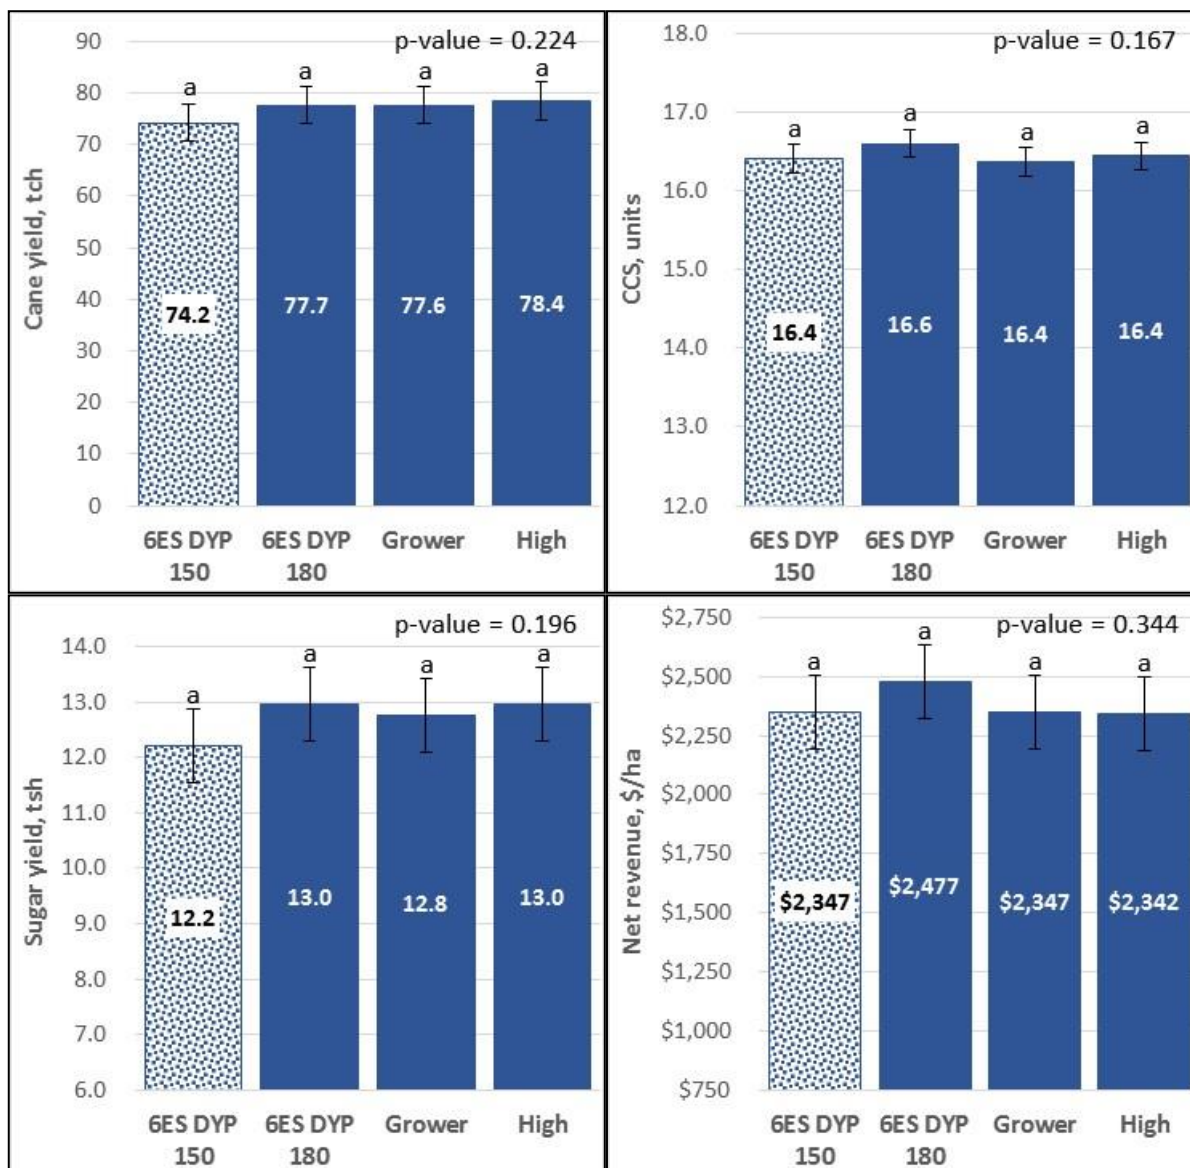 p-value = 0.224
Cane yield, tch
90
80
70
60
50
40
30
20
10
0
a
a
a
a
74.2
77.7
77.6
78.4
6ES DYP
150
6ES DYP
180
Grower
High
p-value = 0.167
CCS, units
18.0
17.0
16.0
15.0
14.0
13.0
12.0
a
a
a
a
16.4
16.6
16.4
16.4
6ES DYP
150
6ES DYP
180
Grower
High
p-value = 0.196
Sugar yield, tsh
14.0
13.0
12.0
11.0
10.0
9.0
8.0
7.0
6.0
a
a
a
a
12.2
13.0
12.8
13.0
6ES DYP
150
6ES DYP
180
Grower
High
p-value = 0.344
Net revenue, $/ha
$2,750
$2,500
$2,250
$2,000
$1,750
$1,500
$1,250
$1,000
$750
a
a
a
a
$2,347
$2,477
$2,347
$2,342
6ES DYP
150
6ES DYP
180
Grower
High